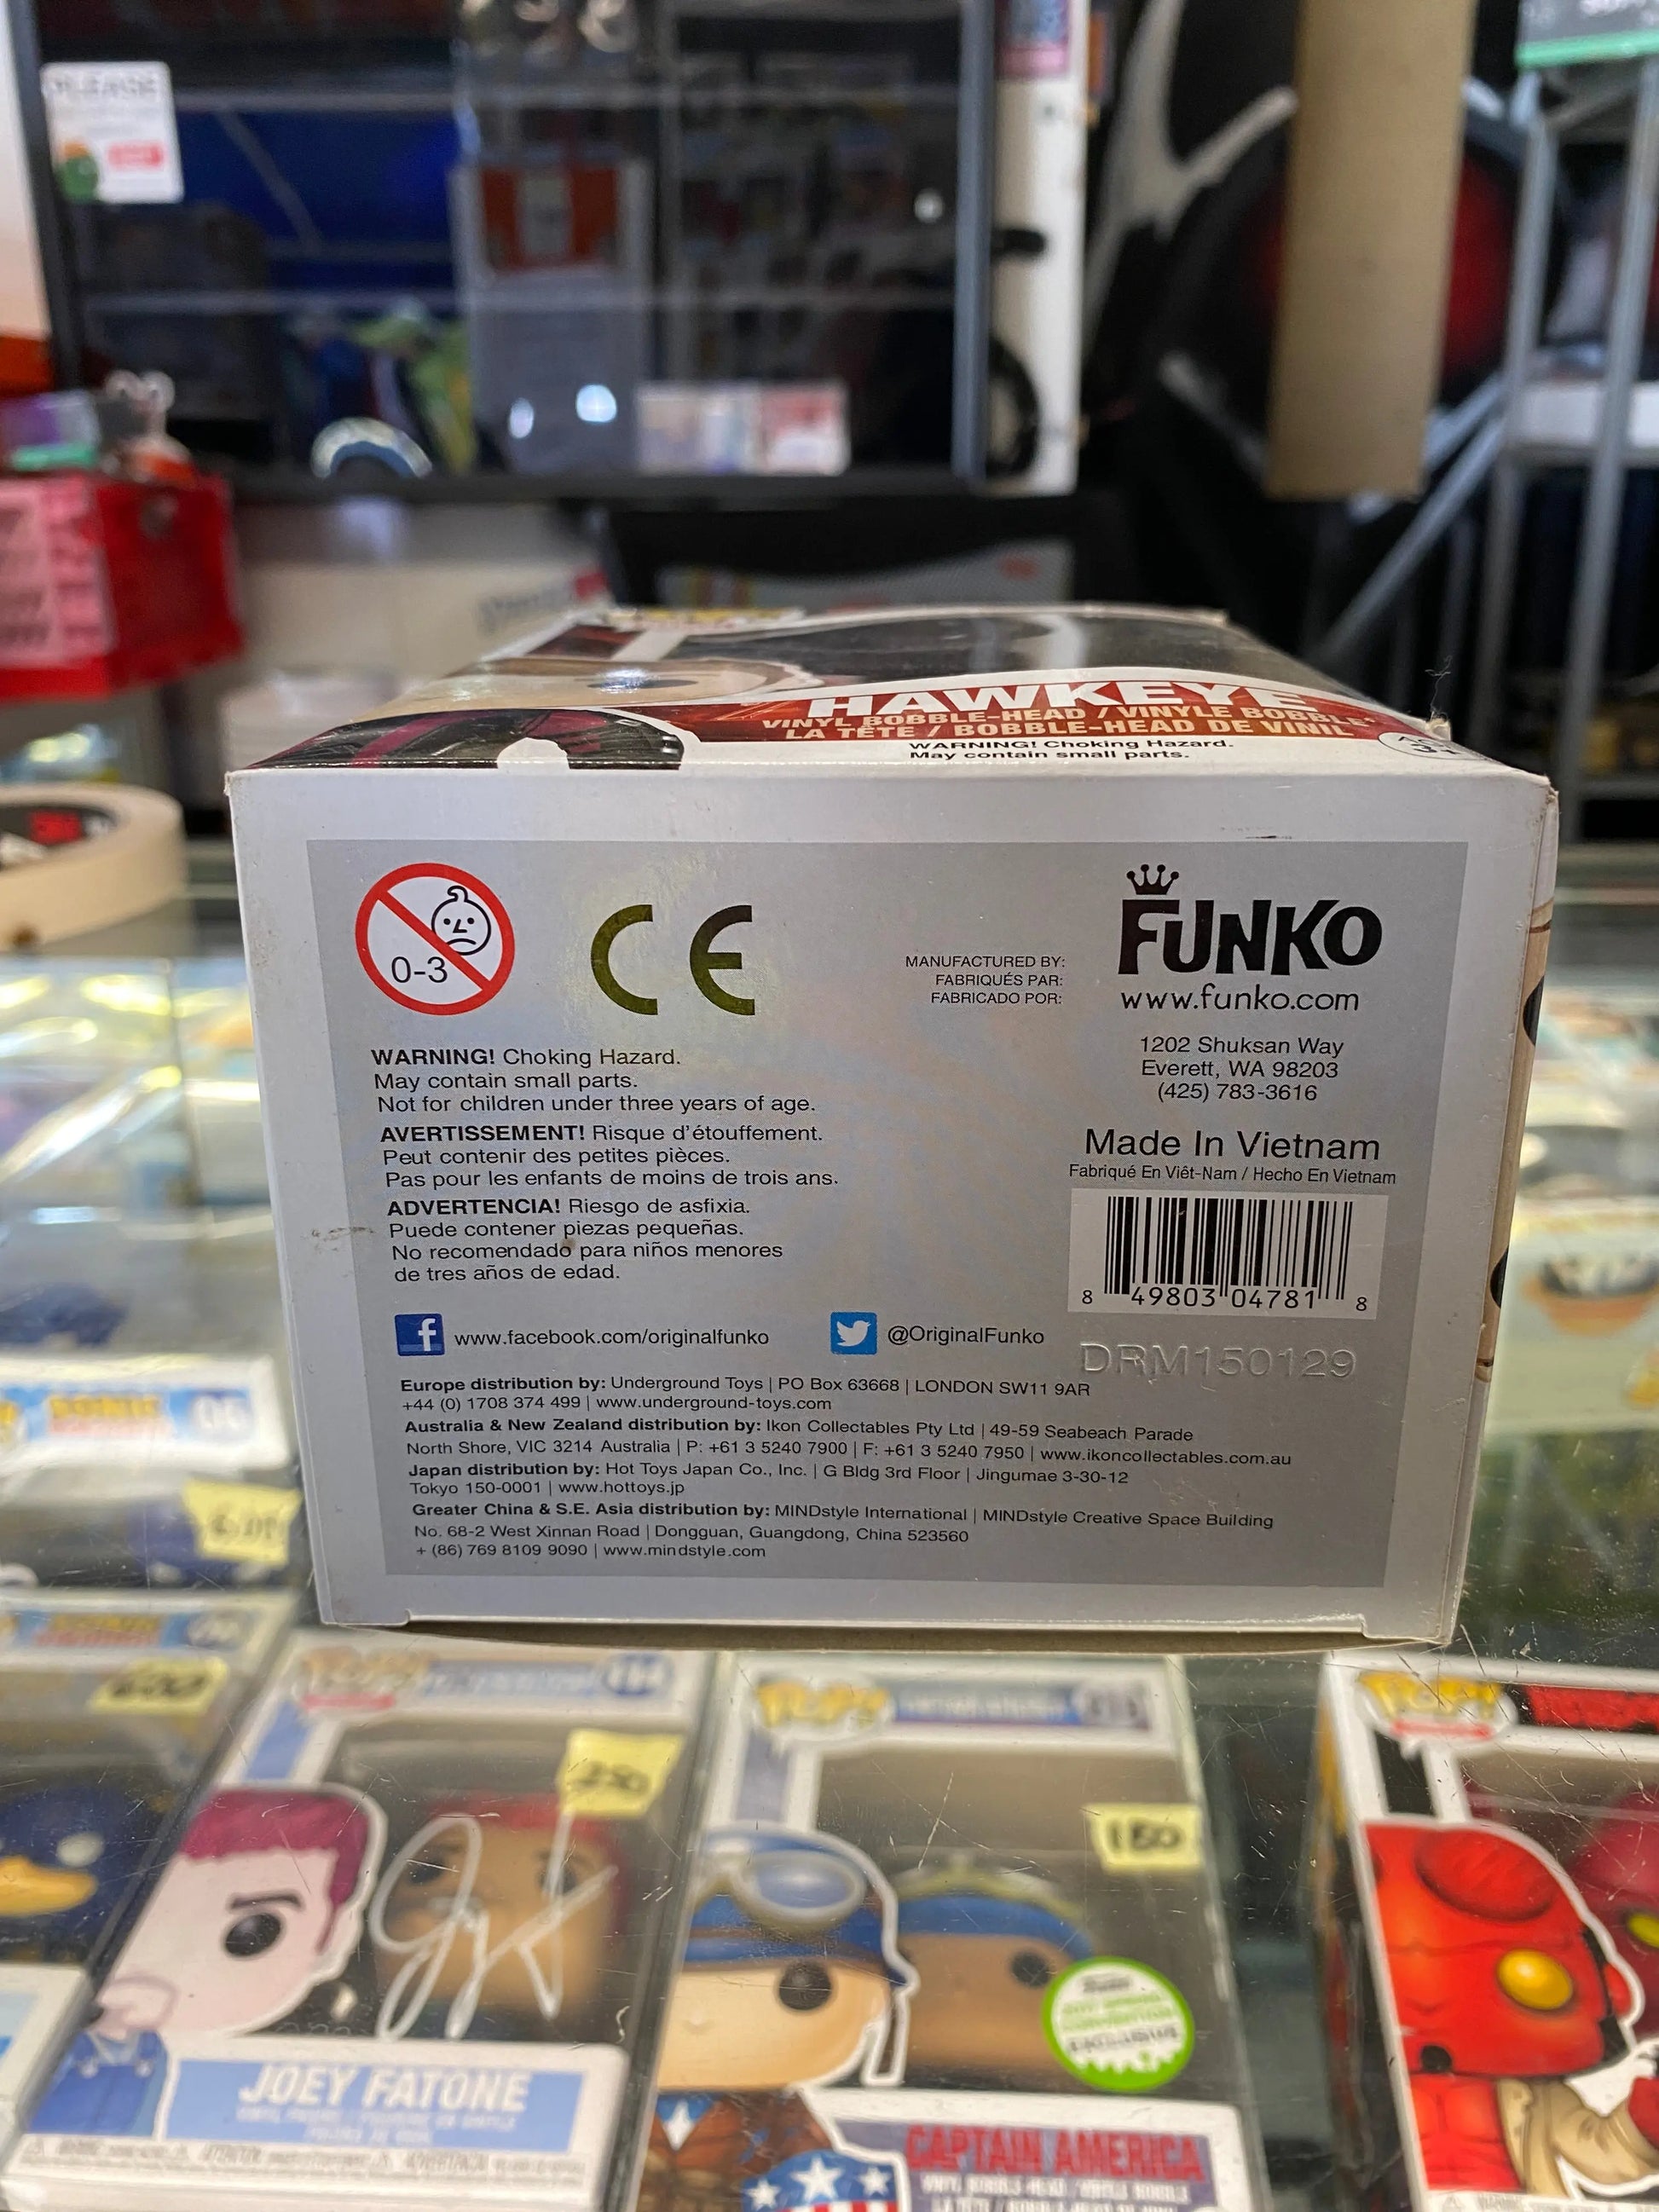 PLEASE
HAWKEYE
VINYL BOBBLE-HEAD / VINYLE BOBBLE
LA TÊTE / BOBBLE-HEAD DE VINIL
WARNING! Choking Hazard.
May contain small parts.
3+
0-3
CE
MANUFACTURED BY:
FABRIQUÉS PAR:
FABRICADO POR:
FUNKO
www.funko.com
1202 Shuksan Way
Everett, WA 98203
(425) 783-3616
WARNING! Choking Hazard.
May contain small parts.
Not for children under three years of age.
AVERTISSEMENT! Risque d'étouffement.
Peut contenir des petites pièces.
Pas pour les enfants de moins de trois ans.
ADVERTENCIA! Riesgo de asfixia.
Puede contener piezas pequeñas.
No recomendado para niños menores
de tres años de edad.
Made In Vietnam
Fabriqué En Viêt-Nam / Hecho En Vietnam
8 49803 04781 8
f www.facebook.com/originalfunko
@OriginalFunko
DRM150129
Europe distribution by: Underground Toys | PO Box 63668 | LONDON SW11 9AR
+44 (0) 1708 374 499 | www.underground-toys.com
Australia & New Zealand distribution by: Ikon Collectables Pty Ltd | 49-59 Seabeach Parade
North Shore, VIC 3214 Australia | P: +61 3 5240 7900 | F: +61 3 5240 7950 | www.ikoncollectables.com.au
Japan distribution by: Hot Toys Japan Co., Inc. | G Bldg 3rd Floor | Jingumae 3-30-12
Tokyo 150-0001 | www.hottoys.jp
Greater China & S.E. Asia distribution by: MINDstyle International | MINDstyle Creative Space Building
No. 68-2 West Xinnan Road | Dongguan, Guangdong, China 523560
+ (86) 769 8109 9090 | www.mindstyle.com
SONIC
POP!
POP!
POP!
250
180
EXCLUSIVE
JOEY FATONE
CAPTAIN AMERICA